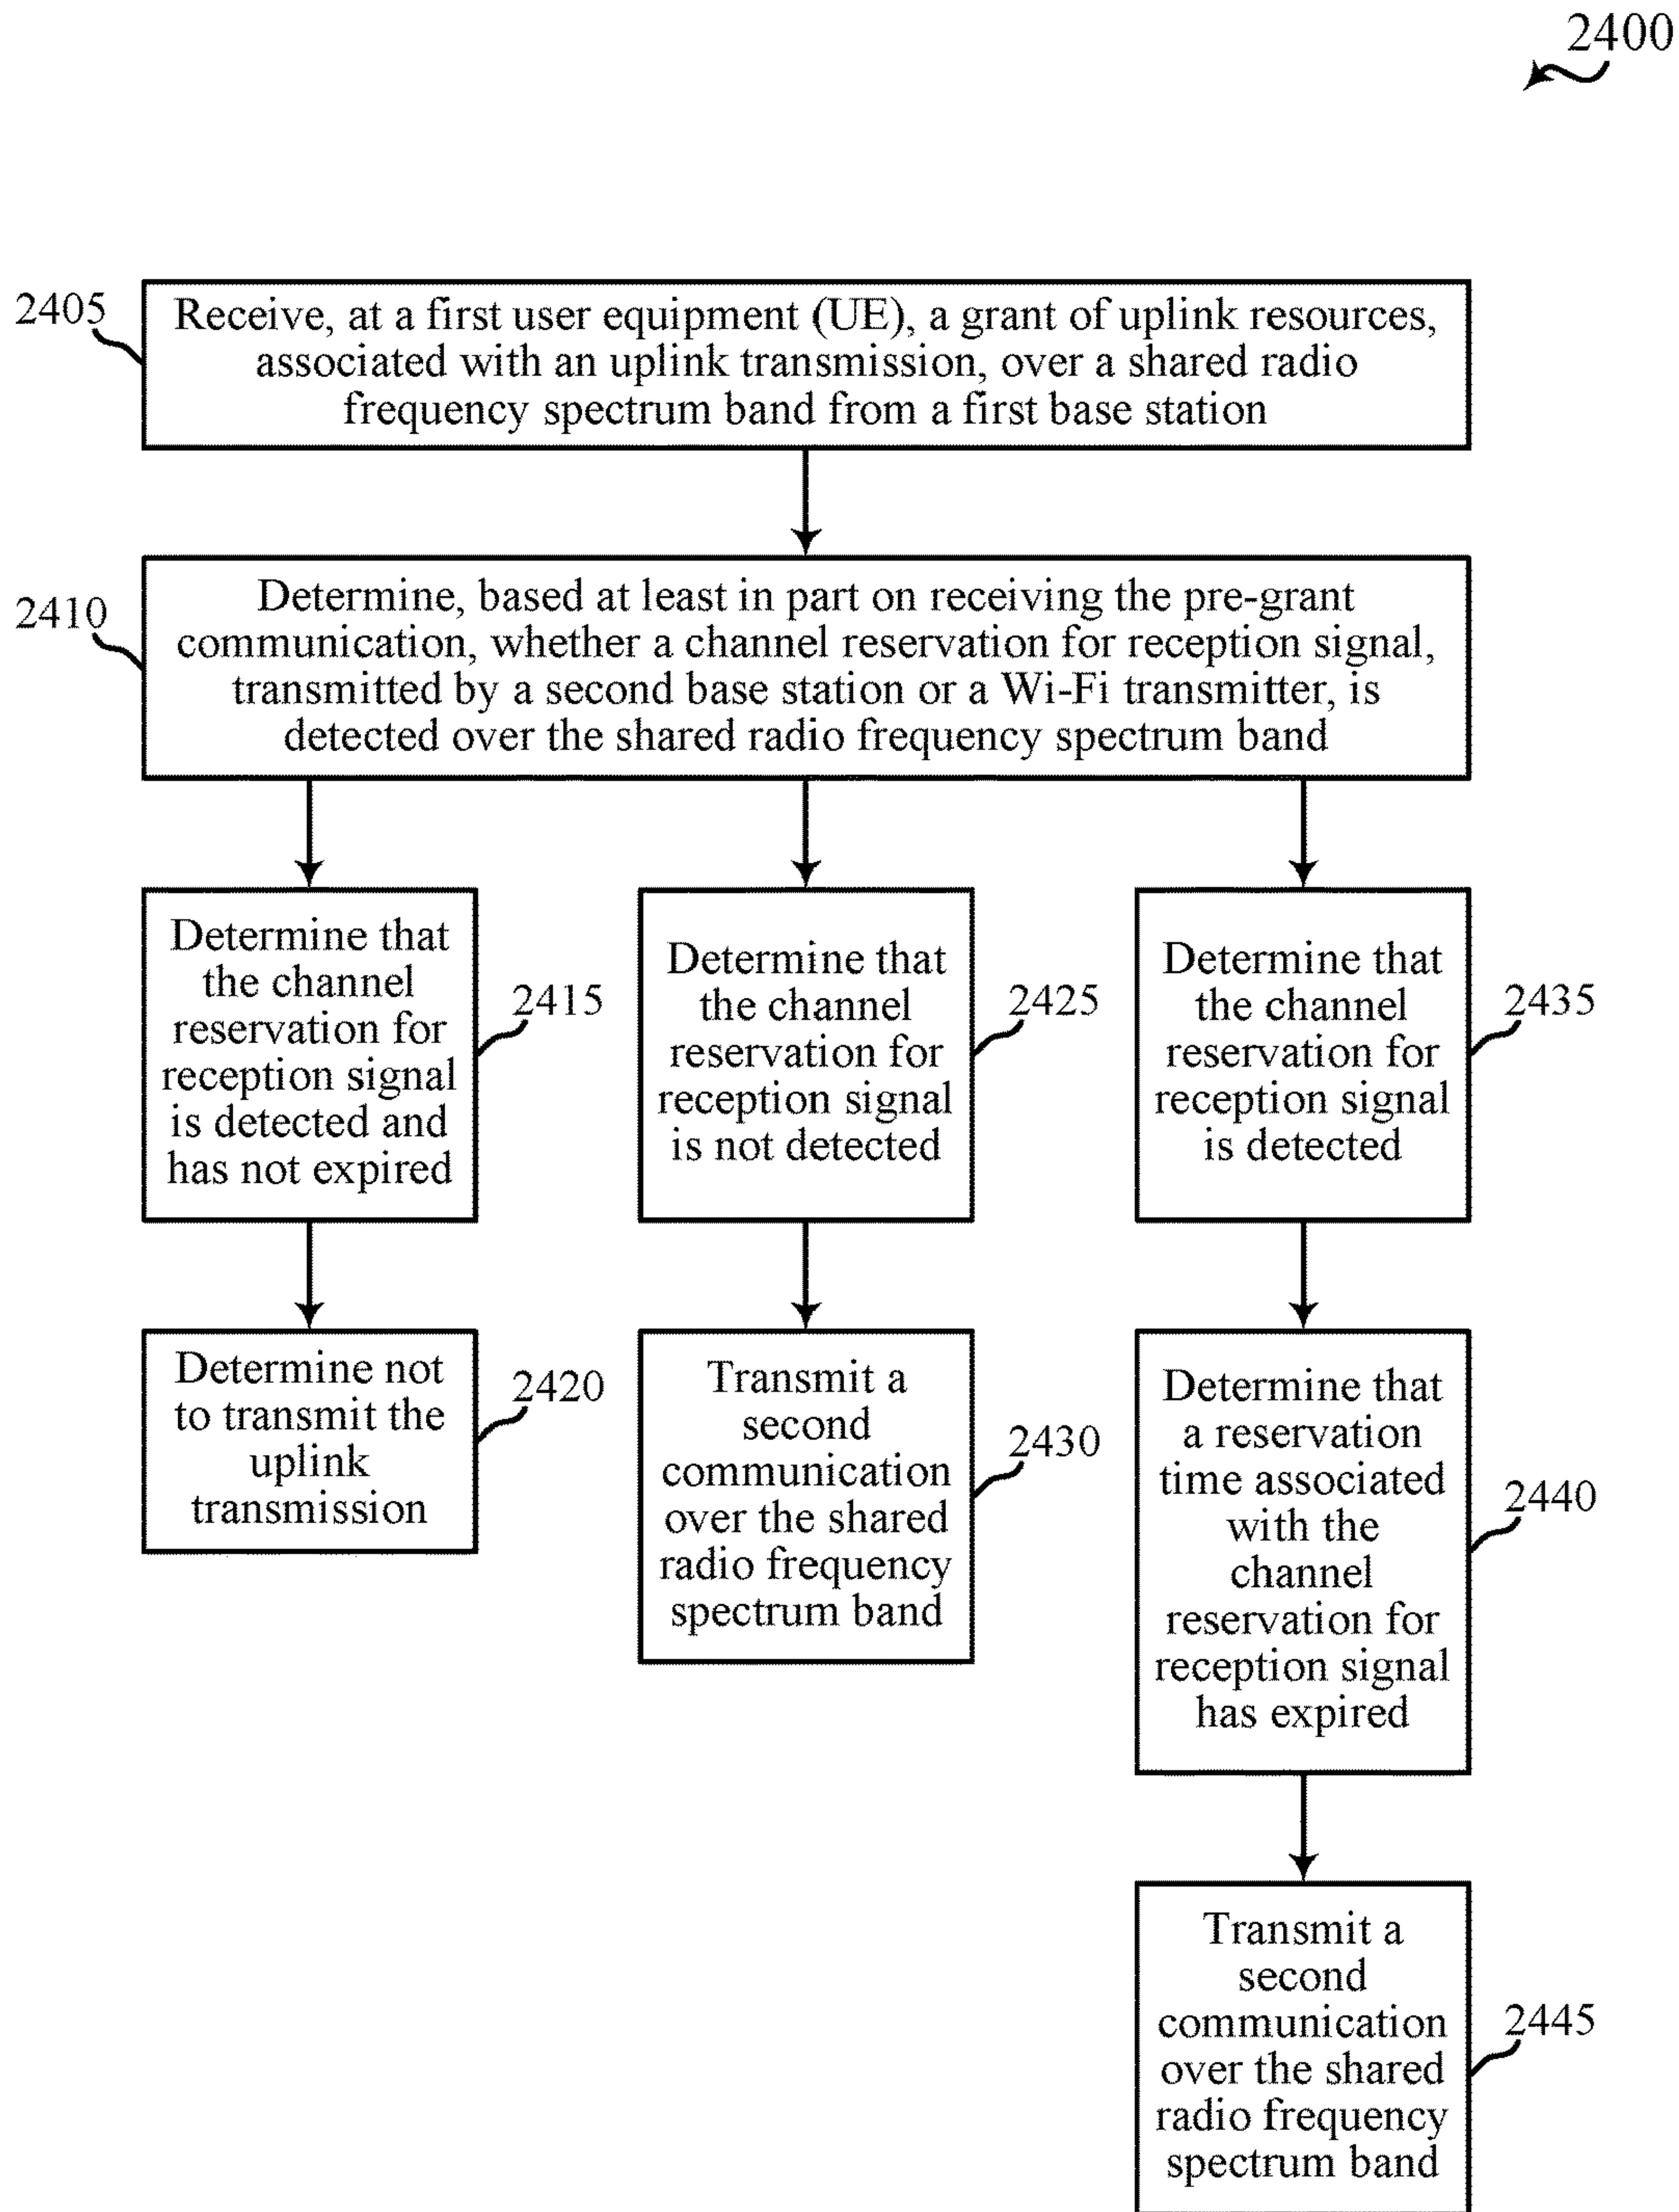 2400
2405
Receive, at a first user equipment (UE), a grant of uplink resources,
associated with an uplink transmission, over a shared radio
frequency spectrum band from a first base station
2410
Determine, based at least in part on receiving the pre-grant
communication, whether a channel reservation for reception signal,
transmitted by a second base station or a Wi-Fi transmitter, is
detected over the shared radio frequency spectrum band
Determine that
the channel
reservation for
reception signal
is detected and
has not expired
2415
Determine that
the channel
reservation for
reception signal
is not detected
2425
Determine that
the channel
reservation for
reception signal
is detected
2435
Determine not
to transmit the
uplink
transmission
2420
Transmit a
second
communication
over the shared
radio frequency
spectrum band
2430
Determine that
a reservation
time associated
with the
channel
reservation for
reception signal
has expired
2440
Transmit a
second
communication
over the shared
radio frequency
spectrum band
2445